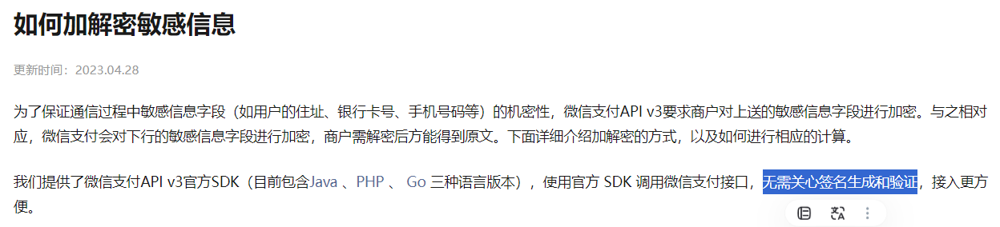 如何加解密敏感信息
更新时间：2023.04.28
为了保证通信过程中敏感信息字段（如用户的住址、银行卡号、手机号码等）的机密性，微信支付API v3要求商户对上送的敏感信息字段进行加密。与之相对
应，微信支付会对下行的敏感信息字段进行加密，商户需解密后方能得到原文。下面详细介绍加解密的方式，以及如何进行相应的计算。
我们提供了微信支付API v3官方SDK（目前包含Java 、PHP 、 Go 三种语言版本），使用官方 SDK 调用微信支付接口，无需关心签名生成和验证，接入更方
便。